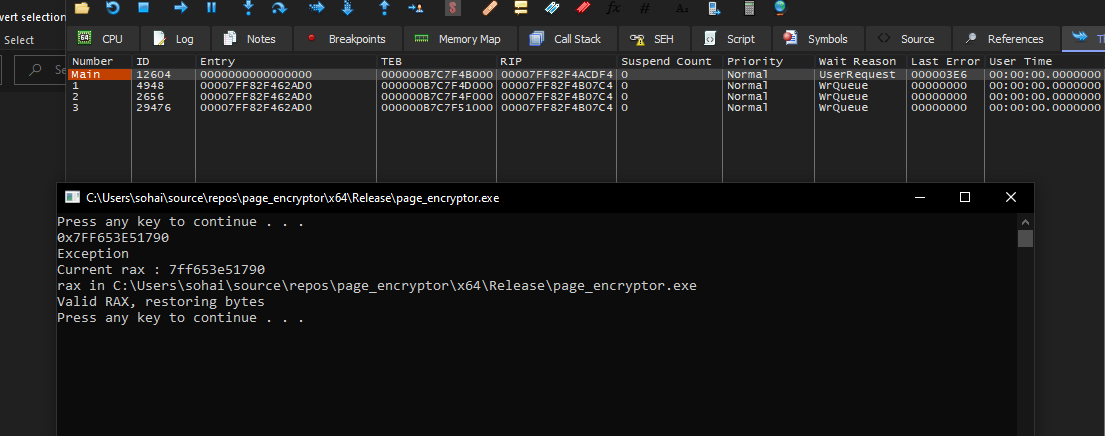 vert selection
Select
Se
CPU Log Notes Breakpoints Memory Map Call Stack SEH Script Symbols Source References Th
Number ID Entry TEB RIP Suspend Count Priority Wait Reason Last Error User Time
Main 12604 0000000000000000 000000B7C7F4B000 00007FF82F4ACDF4 0 Normal UserRequest 000003E6 00:00:00.0000000
1 4948 00007FF82F462AD0 000000B7C7F4D000 00007FF82F4B07C4 0 Normal WrQueue 00000000 00:00:00.0000000
2 2656 00007FF82F462AD0 000000B7C7F4F000 00007FF82F4B07C4 0 Normal WrQueue 00000000 00:00:00.0000000
3 29476 00007FF82F462AD0 000000B7C7F51000 00007FF82F4B07C4 0 Normal WrQueue 00000000 00:00:00.0000000
C:\Users\sohai\source\repos\page_encryptor\x64\Release\page_encryptor.exe
Press any key to continue . . .
0x7FF653E51790
Exception
Current rax : 7ff653e51790
rax in C:\Users\sohai\source\repos\page_encryptor\x64\Release\page_encryptor.exe
Valid RAX, restoring bytes
Press any key to continue . . .